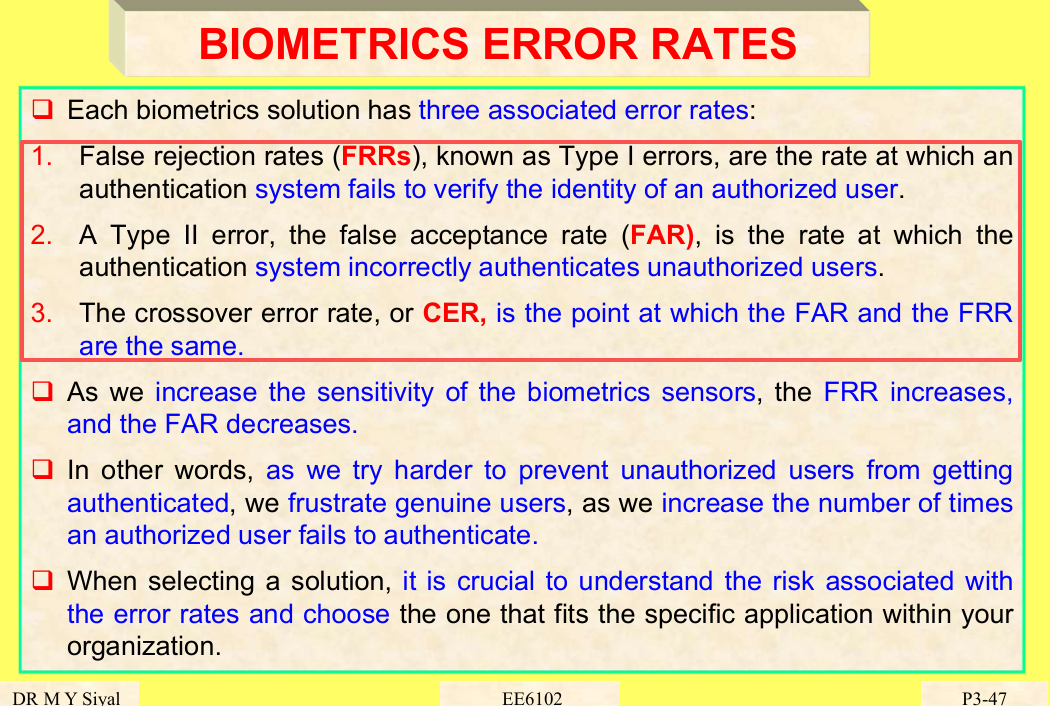 BIOMETRICS ERROR RATES
❑ Each biometrics solution has three associated error rates:
1. False rejection rates (FRRs), known as Type I errors, are the rate at which an
authentication system fails to verify the identity of an authorized user.
2. A Type II error, the false acceptance rate (FAR), is the rate at which the
authentication system incorrectly authenticates unauthorized users.
3. The crossover error rate, or CER, is the point at which the FAR and the FRR
are the same.
❑ As we increase the sensitivity of the biometrics sensors, the FRR increases,
and the FAR decreases.
❑ In other words, as we try harder to prevent unauthorized users from getting
authenticated, we frustrate genuine users, as we increase the number of times
an authorized user fails to authenticate.
❑ When selecting a solution, it is crucial to understand the risk associated with
the error rates and choose the one that fits the specific application within your
organization.
DR M Y Siyal EE6102 P3-47